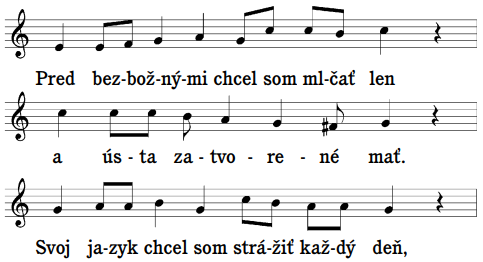 Pred bez-bož-ný-mi chcel som ml-čať len
a ús-ta za-tvo-re-né mať.
Svoj ja-zyk chcel som strá-žiť kaž-dý deň,